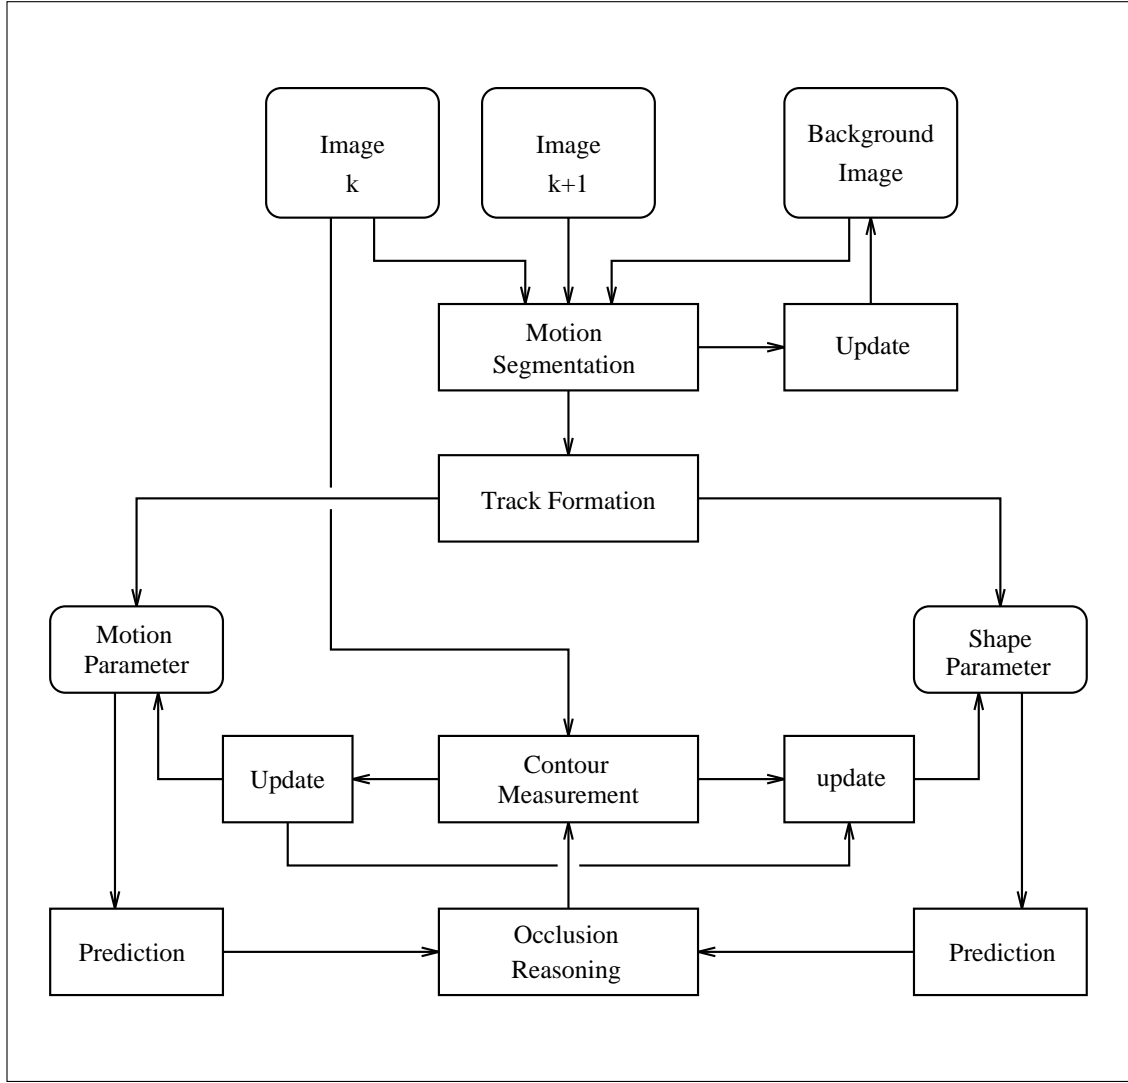 Image
k
Image
k+1
Background
Image
Motion
Segmentation
Update
Track Formation
Motion
Parameter
Shape
Parameter
Update
Contour
Measurement
update
Prediction
Occlusion
Reasoning
Prediction